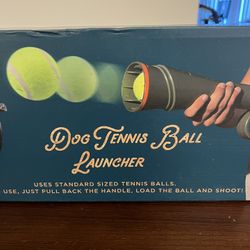 Dog Tennis Ball
Launcher
USES STANDARD SIZED TENNIS BALLS.
USE, JUST PULL BACK THE HANDLE, LOAD THE BALL AND SHOOT!